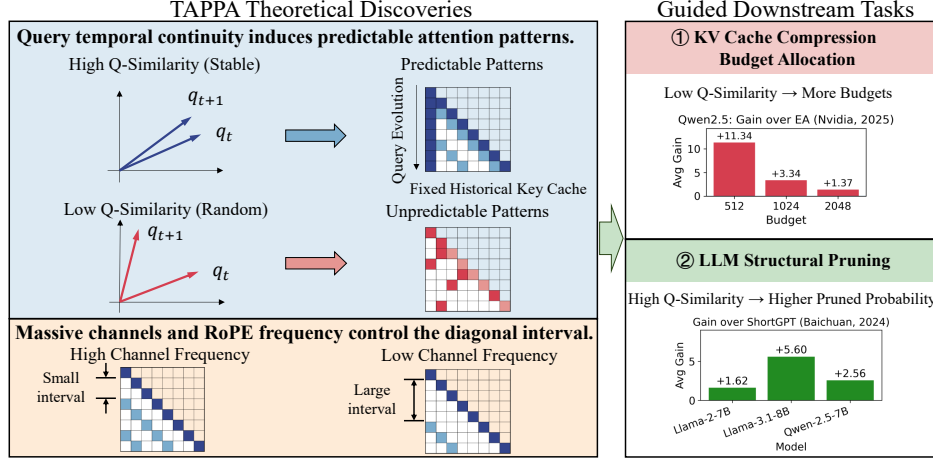 TAPPA Theoretical Discoveries
Query temporal continuity induces predictable attention patterns.
High Q-Similarity (Stable)
q_{t+1}
q_t
Predictable Patterns
Query Evolution
Fixed Historical Key Cache
Low Q-Similarity (Random)
q_{t+1}
q_t
Unpredictable Patterns
Massive channels and RoPE frequency control the diagonal interval.
High Channel Frequency
Small
interval
Low Channel Frequency
Large
interval
Guided Downstream Tasks
① KV Cache Compression
Budget Allocation
Low Q-Similarity → More Budgets
Qwen2.5: Gain over EA (Nvidia, 2025)
Avg Gain
10
5
0
+11.34
+3.34
+1.37
512
1024
2048
Budget
② LLM Structural Pruning
High Q-Similarity → Higher Pruned Probability
Gain over ShortGPT (Baichuan, 2024)
Avg Gain
5
0
+1.62
+5.60
+2.56
Llama-2-7B
Llama-3.1-8B
Qwen-2.5-7B
Model